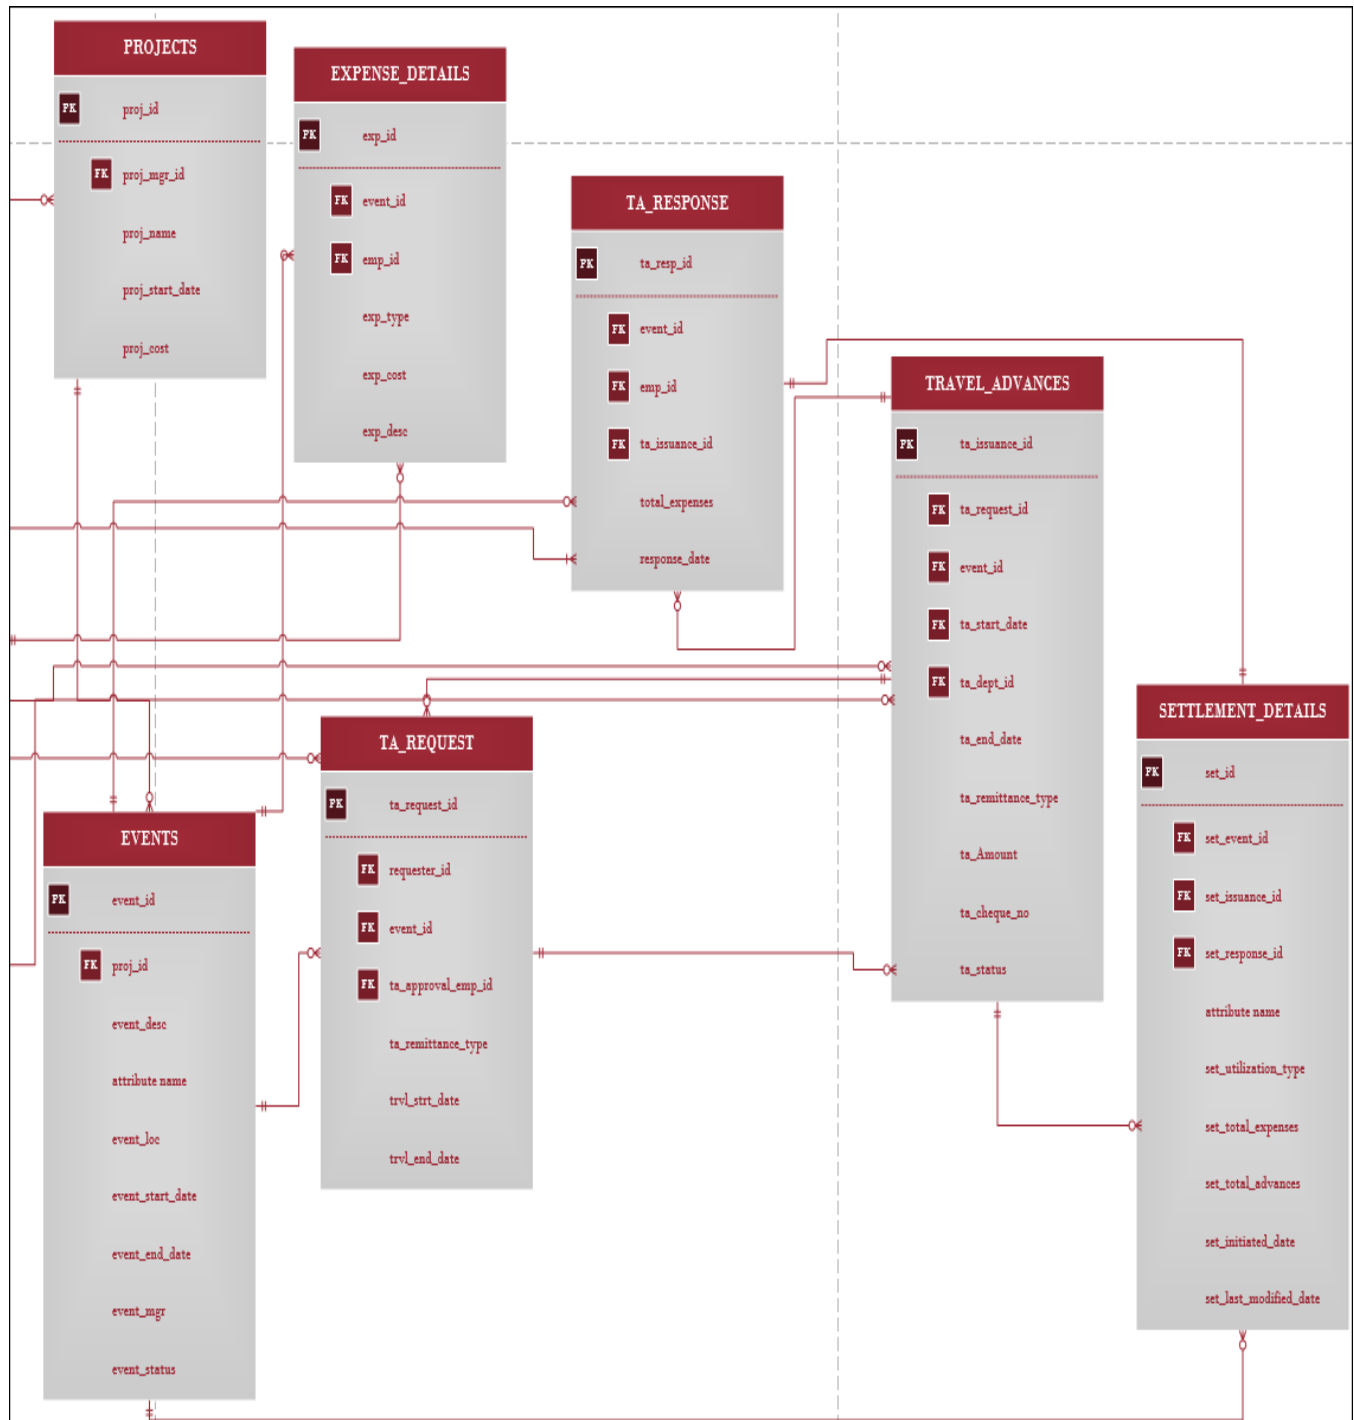 PROJECTS
PK proj_id
FK proj_mgr_id
proj_name
proj_start_date
proj_cost
EXPENSE_DETAILS
PK exp_id
FK event_id
FK emp_id
exp_type
exp_cost
exp_desc
TA_RESPONSE
PK ta_resp_id
FK event_id
FK emp_id
FK ta_issuance_id
total_expenses
response_date
TRAVEL_ADVANCES
PK ta_issuance_id
FK ta_request_id
FK event_id
FK ta_start_date
FK ta_dept_id
ta_end_date
ta_remittance_type
ta_Amount
ta_cheque_no
ta_status
SETTLEMENT_DETAILS
PK set_id
FK set_event_id
FK set_issuance_id
FK set_response_id
attribute name
set_utilization_type
set_total_expenses
set_total_advances
set_initiated_date
set_last_modified_date
TA_REQUEST
PK ta_request_id
FK requester_id
FK event_id
FK ta_approval_emp_id
ta_remittance_type
trvl_strt_date
trvl_end_date
EVENTS
PK event_id
FK proj_id
event_desc
attribute name
event_loc
event_start_date
event_end_date
event_mgr
event_status